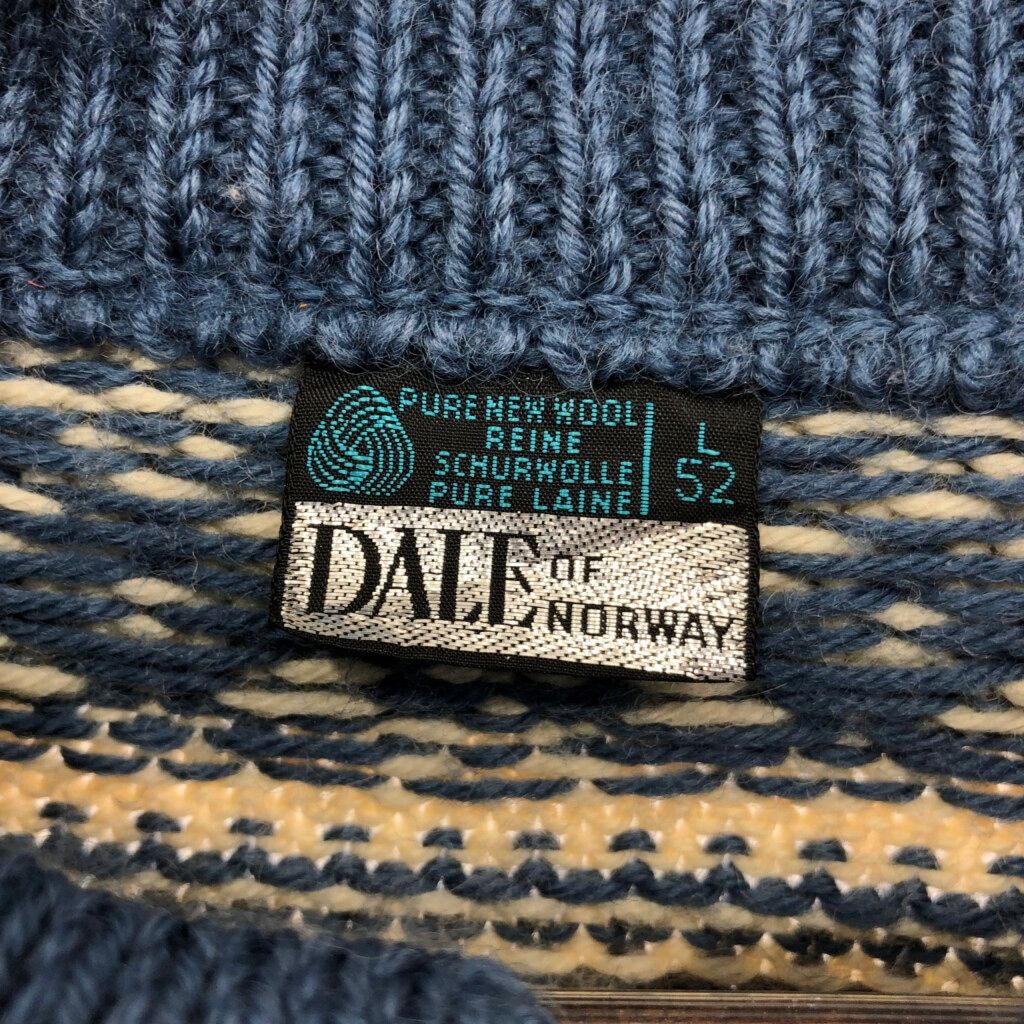 PURE NEW WOOL
REINE
SCHURWOLLE
PURE LAINE
L
52
DALE OF
NORWAY